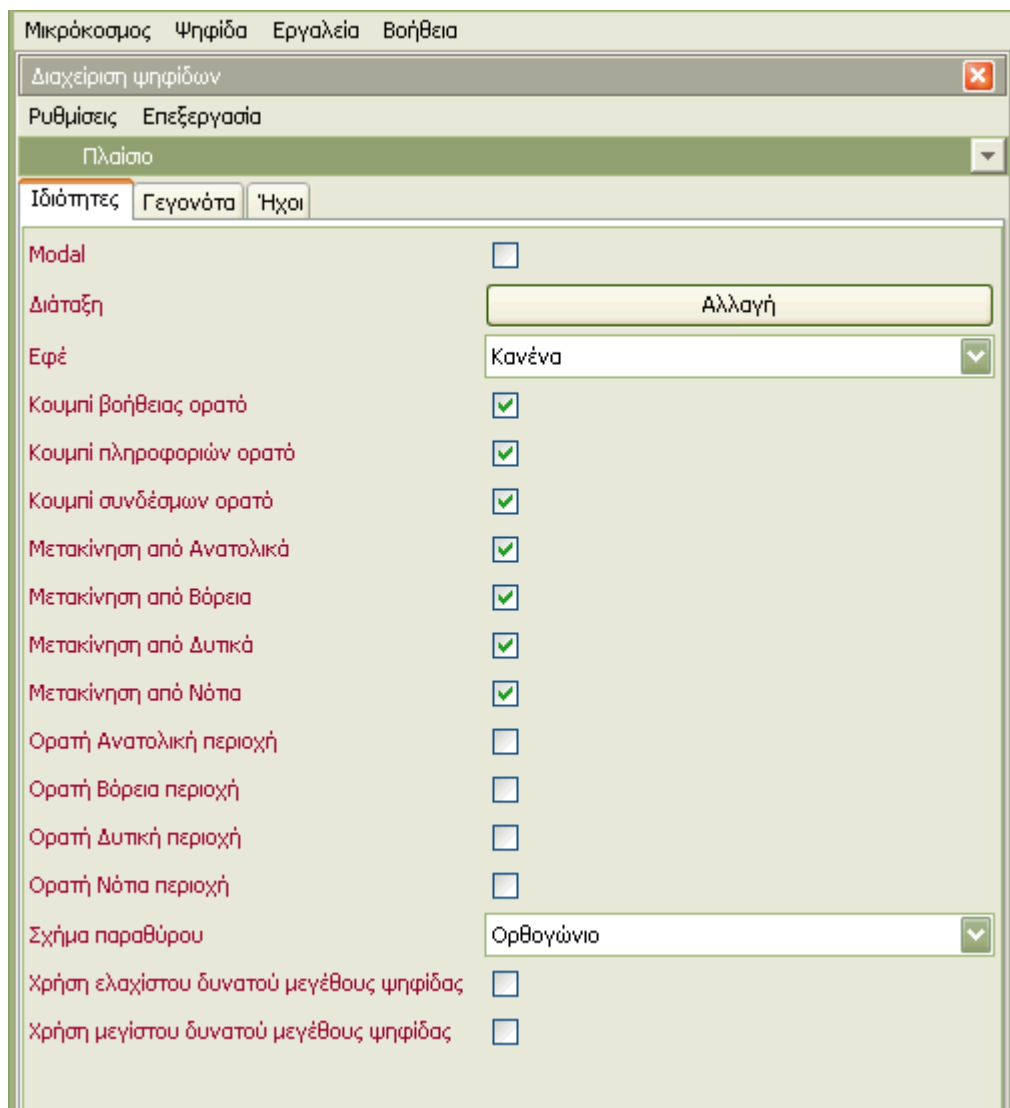 Μικρόκοσμος Ψηφίδα Εργαλεία Βοήθεια
Διαχείριση ψηφίδων
Ρυθμίσεις Επεξεργασία
Πλαίσιο
Ιδιότητες Γεγονότα Ήχοι
Modal
Διάταξη Αλλαγή
Εφέ Κανένα
Κουμπί βοήθειας ορατό
Κουμπί πληροφοριών ορατό
Κουμπί συνδέσμων ορατό
Μετακίνηση από Ανατολικά
Μετακίνηση από Βόρεια
Μετακίνηση από Δυτικά
Μετακίνηση από Νότια
Ορατή Ανατολική περιοχή
Ορατή Βόρεια περιοχή
Ορατή Δυτική περιοχή
Ορατή Νότια περιοχή
Σχήμα παραθύρου Ορθογώνιο
Χρήση ελαχίστου δυνατού μεγέθους ψηφίδας
Χρήση μεγίστου δυνατού μεγέθους ψηφίδας